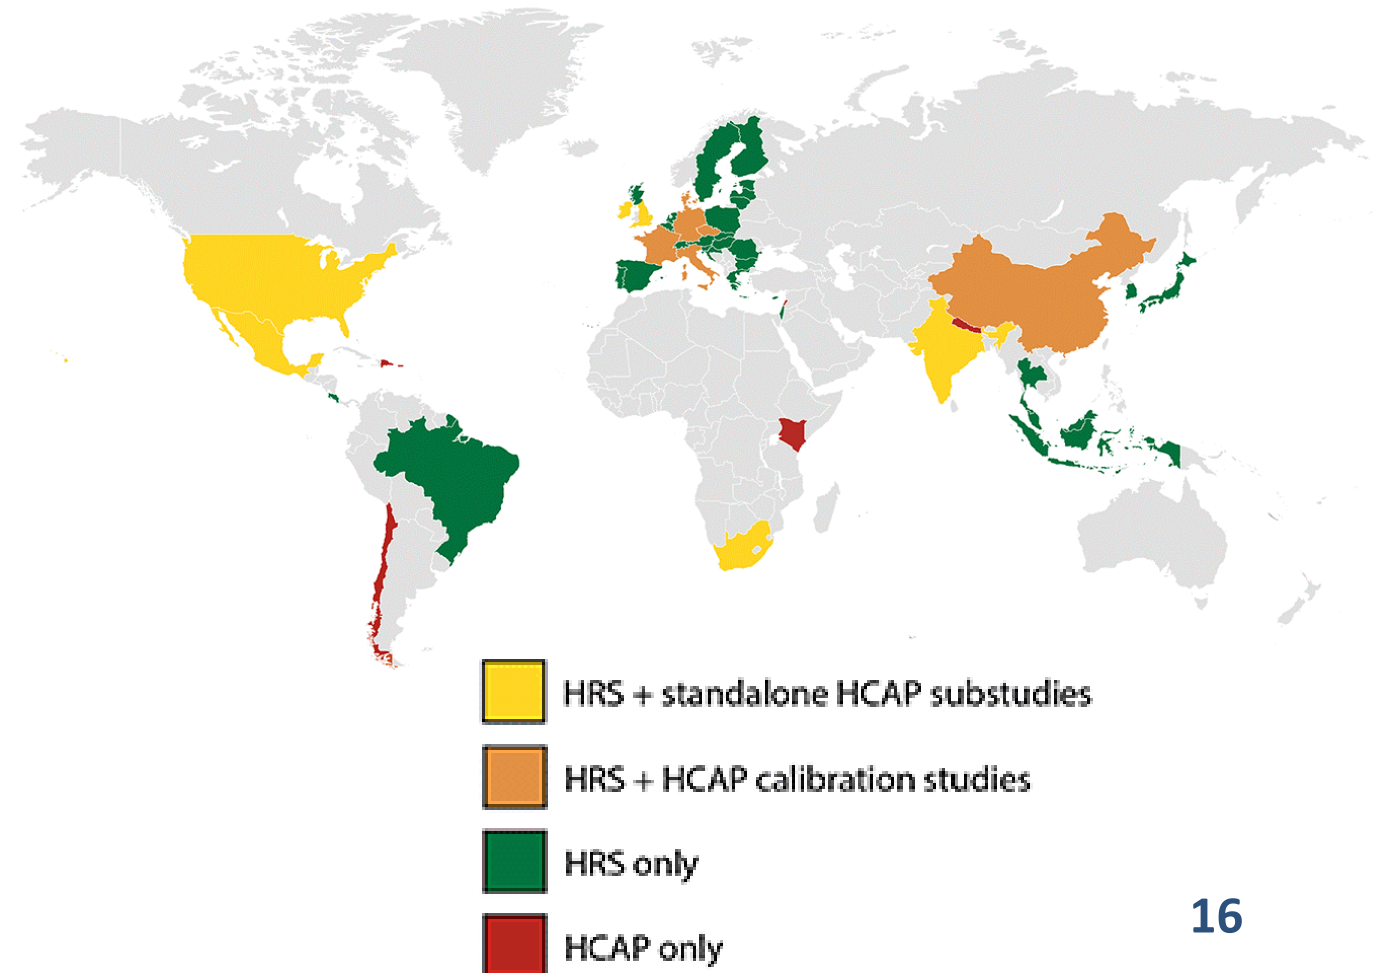 HRS + standalone HCAP substudies
HRS + HCAP calibration studies
HRS only
HCAP only
16